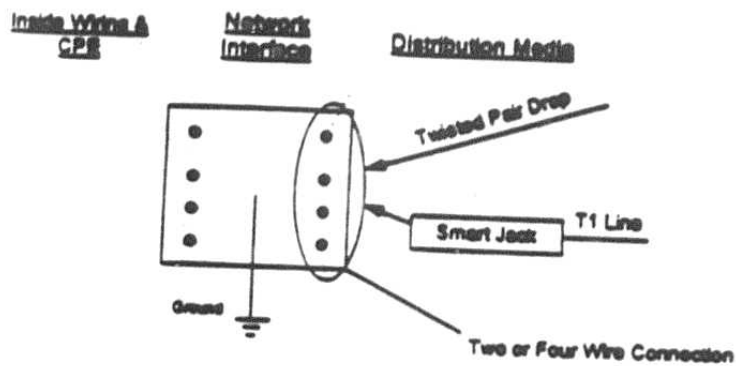 Inside Wiring &
CPE
Network
Interface
Distribution Media
Twisted Pair Drop
Smart Jack
T1 Line
Ground
Two or Four Wire Connection